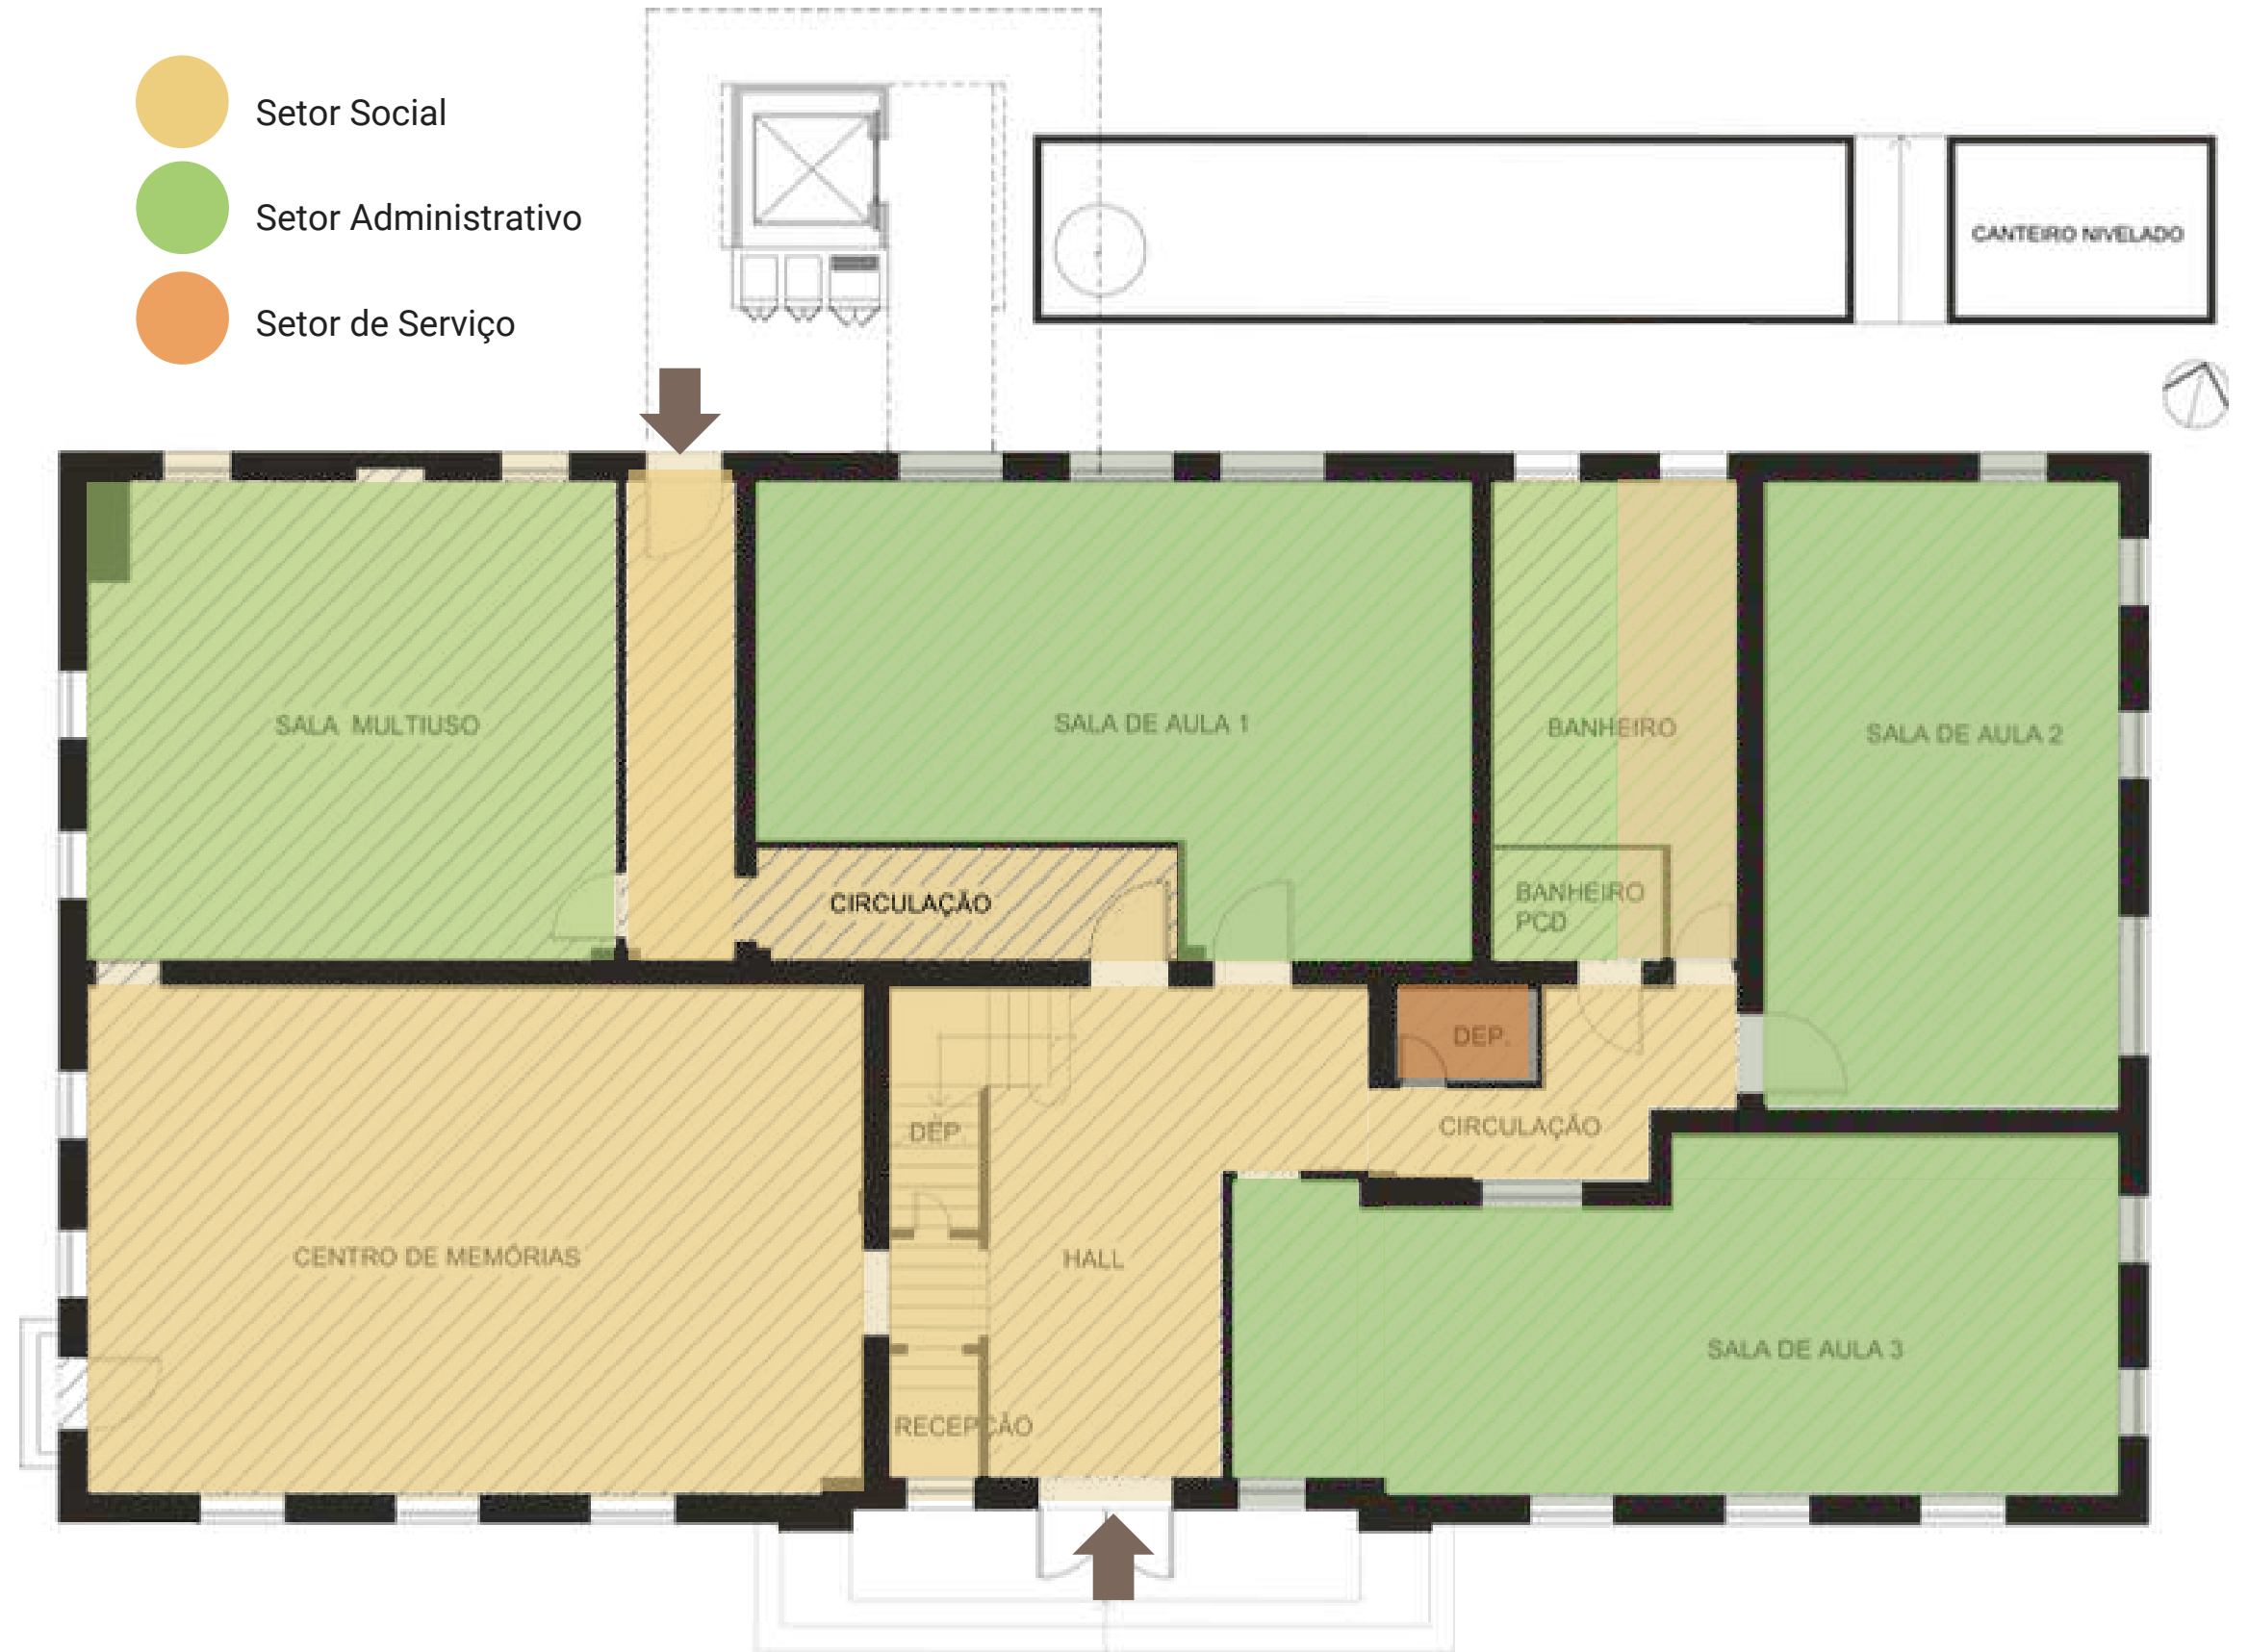 Setor Social
Setor Administrativo
Setor de Serviço
CANTEIRO NIVELADO
SALA MULTIUSO
SALA DE AULA 1
BANHEIRO
SALA DE AULA 2
CIRCULAÇÃO
BANHEIRO
PCD
DEP.
DEP.
CIRCULAÇÃO
CENTRO DE MEMÓRIAS
HALL
SALA DE AULA 3
RECEPÇÃO